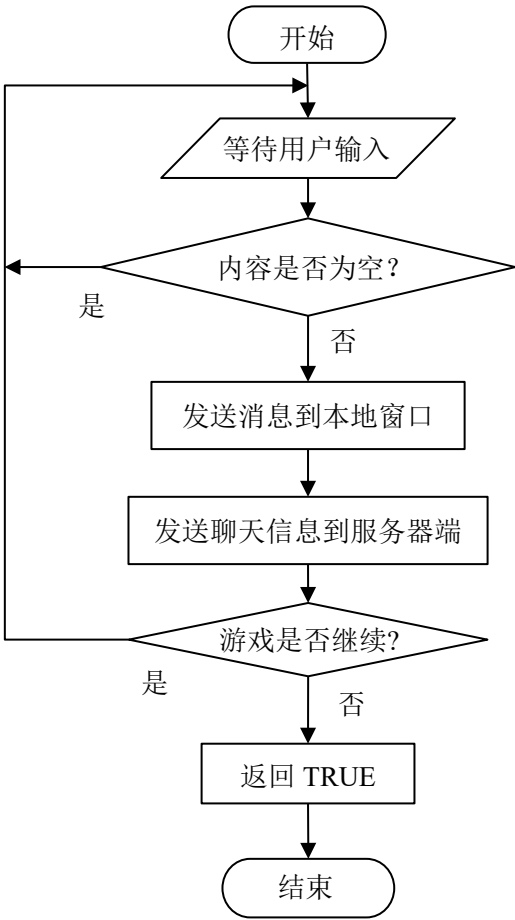 开始
等待用户输入
内容是否为空？
是
否
发送消息到本地窗口
发送聊天信息到服务器端
游戏是否继续?
是
否
返回 TRUE
结束